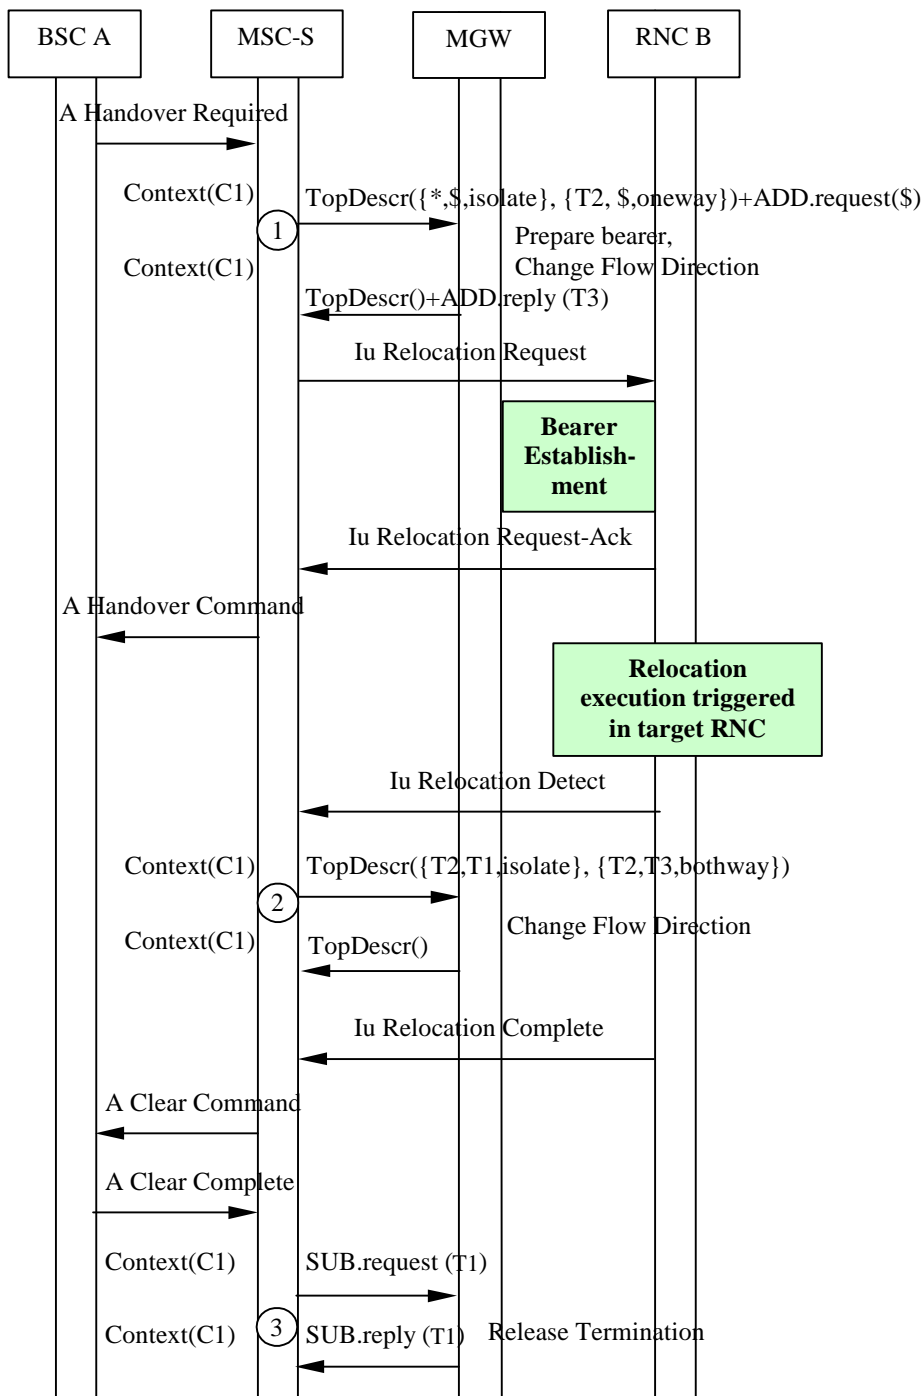 BSC A
MSC-S
MGW
RNC B
A Handover Required
Context(C1)
TopDescr({*,$,isolate}, {T2, $,oneway})+ADD.request($)
1
Prepare bearer,
Change Flow Direction
Context(C1)
TopDescr()+ADD.reply (T3)
Iu Relocation Request
Bearer
Establish-
ment
Iu Relocation Request-Ack
A Handover Command
Relocation
execution triggered
in target RNC
Iu Relocation Detect
Context(C1)
TopDescr({T2,T1,isolate}, {T2,T3,bothway})
2
Change Flow Direction
Context(C1)
TopDescr()
Iu Relocation Complete
A Clear Command
A Clear Complete
Context(C1)
SUB.request (T1)
3
Context(C1)
SUB.reply (T1)
Release Termination